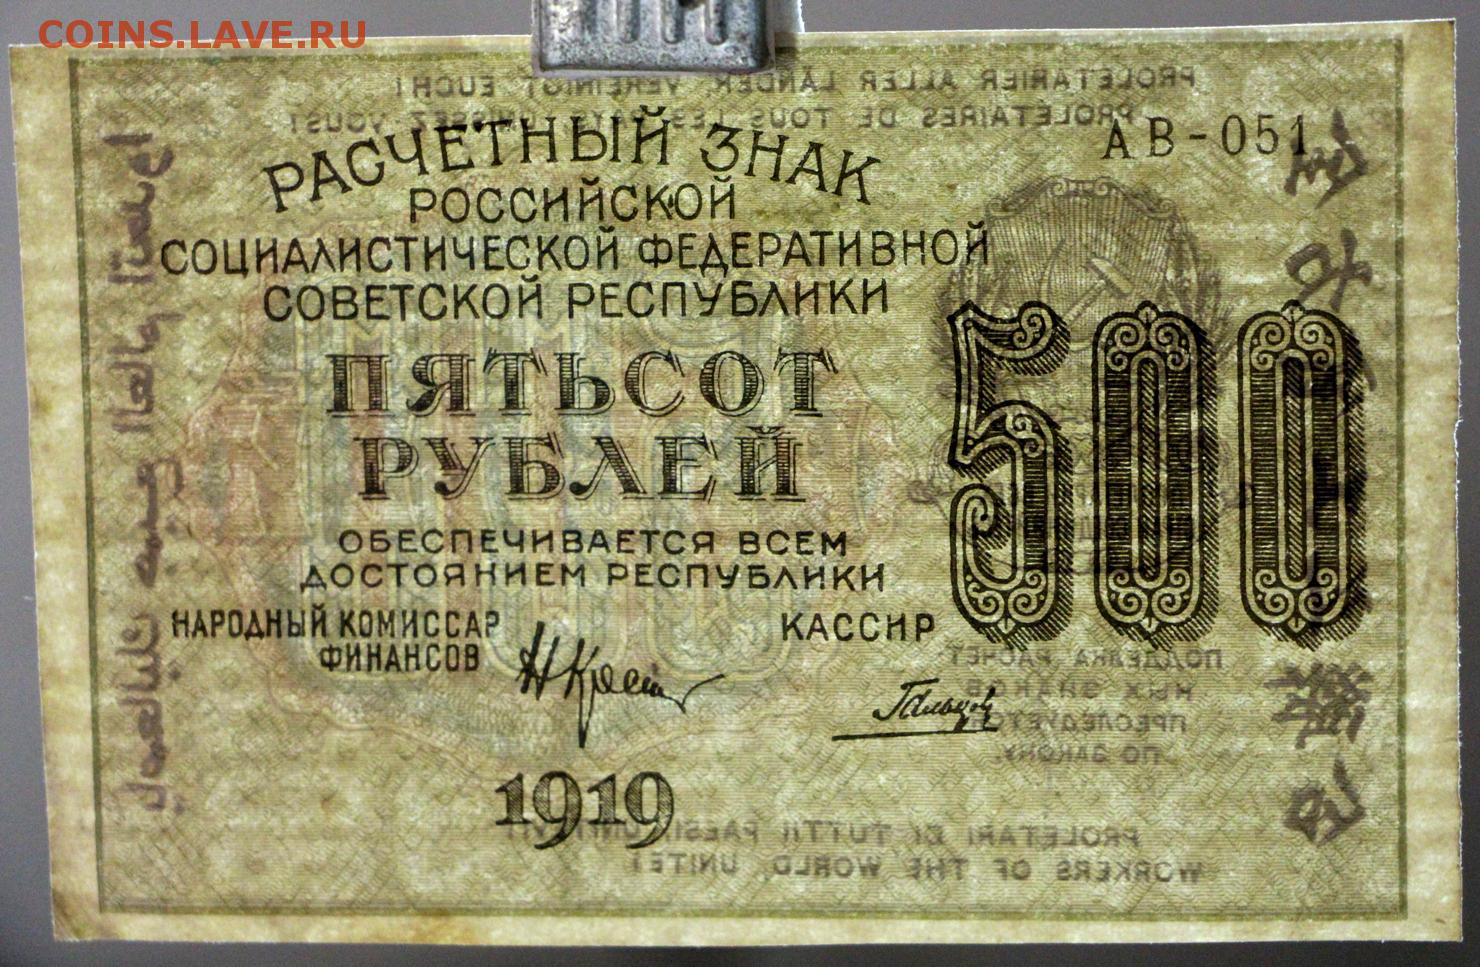 COINS.LAVE.RU
PROLETARIER ALLER LÄNDER, VEREINIGT EUCH!
PROLÉTAIRES DE TOUS LES PAYS, UNISSEZ VOUS!
АВ-051
РАСЧЕТНЫЙ ЗНАК
РОССИЙСКОЙ
СОЦИАЛИСТИЧЕСКОЙ ФЕДЕРАТИВНОЙ
СОВЕТСКОЙ РЕСПУБЛИКИ
ПЯТЬСОТ
РУБЛЕЙ
500
ОБЕСПЕЧИВАЕТСЯ ВСЕМ
ДОСТОЯНИЕМ РЕСПУБЛИКИ
НАРОДНЫЙ КОМИССАР
ФИНАНСОВ
КАССИР
ПОДДЕЛКА РАСЧЕТ-
НЫХ ЗНАКОВ
ПРЕСЛЕДУЕТСЯ
ПО ЗАКОНУ.
1919
PROLETARI DI TUTTI PAESI, UNITEVI!
WORKERS OF THE WORLD, UNITE!